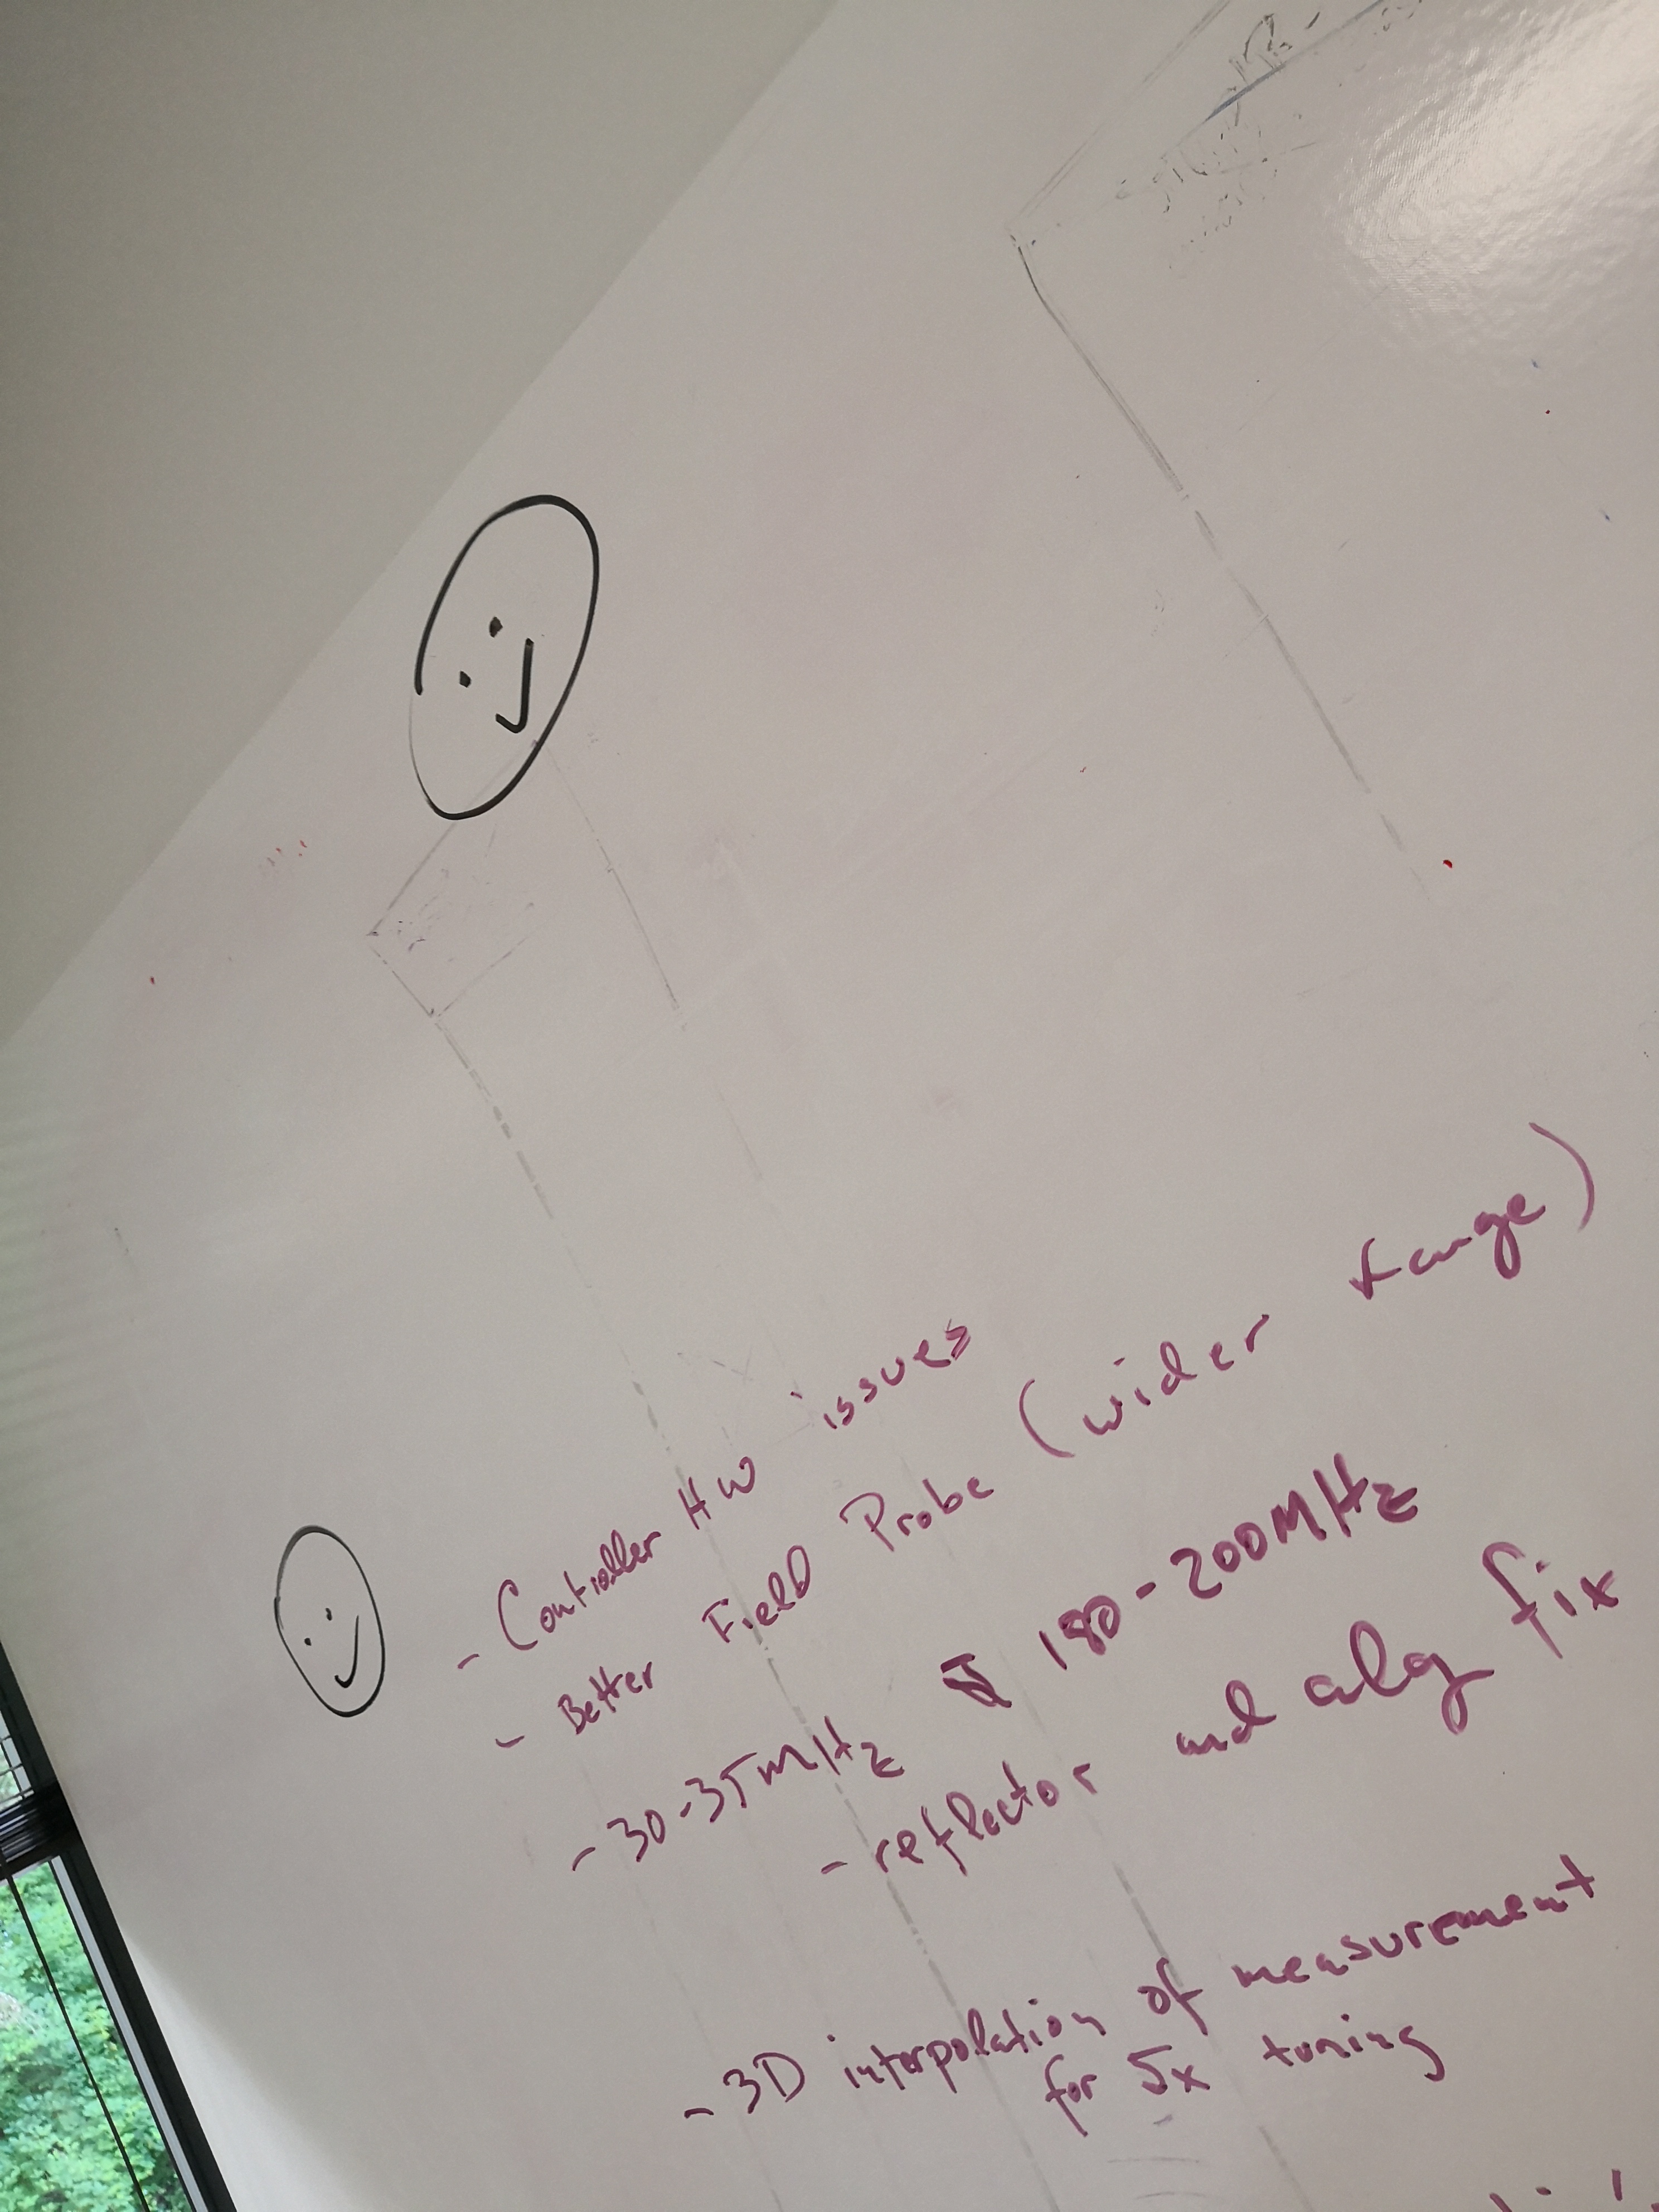 - Controller HW issues
- Better Field Probe (wider range)
- 30-35MHz 180-200MHz
- reflector and alg fix
- 3D interpolation of measurement
for 5x tuning